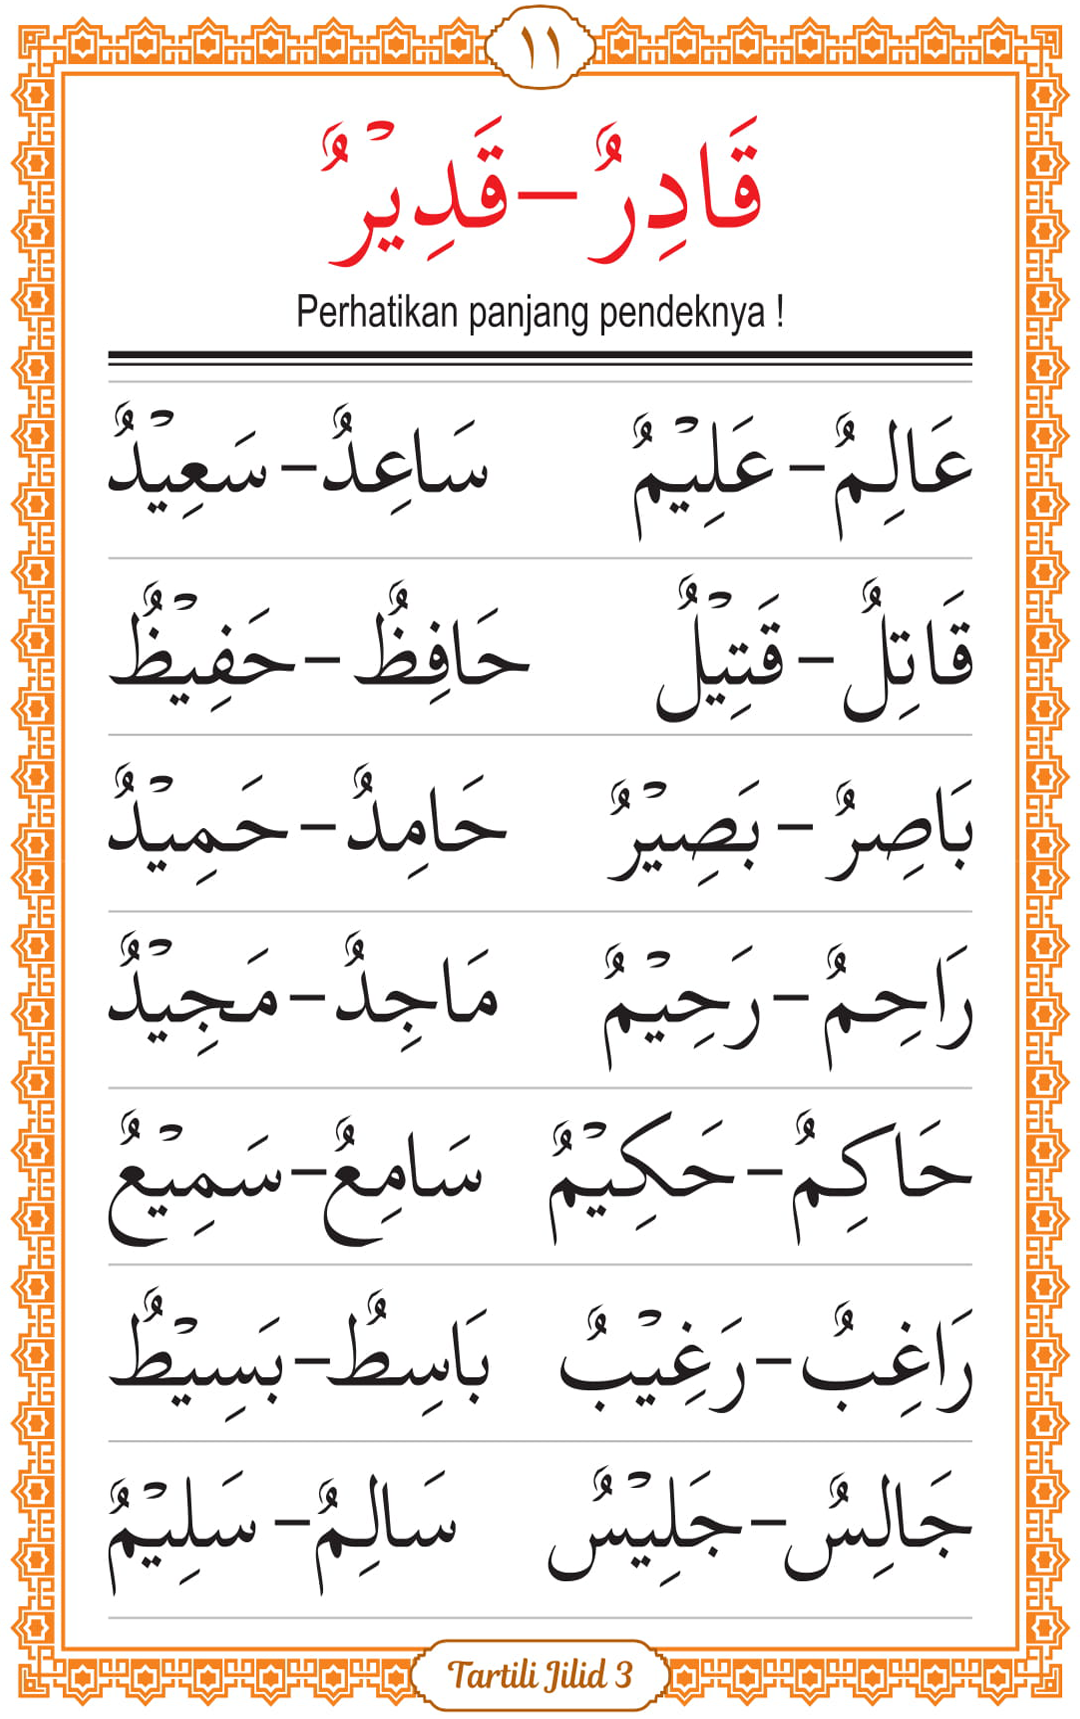 ١١
قَادِرٌ – قَدِيْرٌ
Perhatikan panjang pendeknya !
عَالِمٌ – عَلِيْمٌ سَاعِدٌ – سَعِيْدٌ
قَاتِلٌ – قَتِيْلٌ حَافِظٌ – حَفِيْظٌ
بَاصِرٌ – بَصِيْرٌ حَامِدٌ – حَمِيْدٌ
رَاحِمٌ – رَحِيْمٌ مَاجِدٌ – مَجِيْدٌ
حَاكِمٌ – حَكِيْمٌ سَامِعٌ – سَمِيْعٌ
رَاغِبٌ – رَغِيْبٌ بَاسِطٌ – بَسِيْطٌ
جَالِسٌ – جَلِيْسٌ سَالِمٌ – سَلِيْمٌ
Tartili Jilid 3